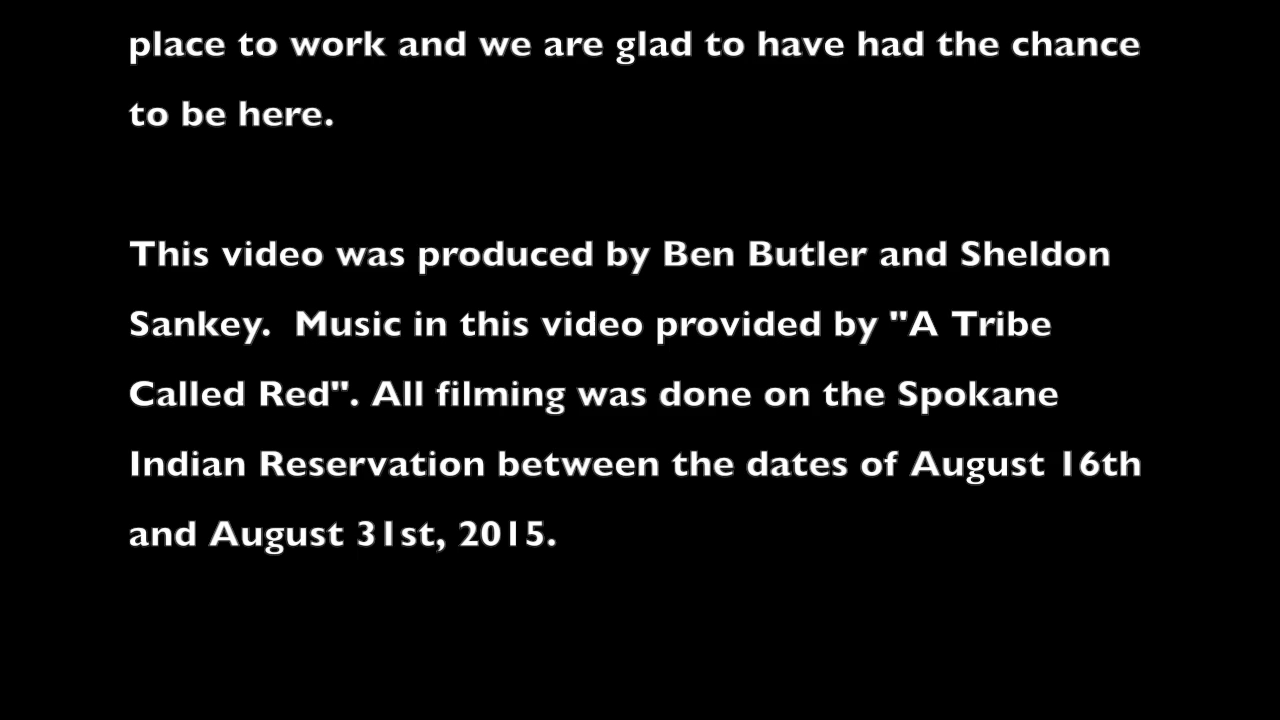 place to work and we are glad to have had the chance
to be here.
This video was produced by Ben Butler and Sheldon
Sankey.  Music in this video provided by "A Tribe
Called Red". All filming was done on the Spokane
Indian Reservation between the dates of August 16th
and August 31st, 2015.